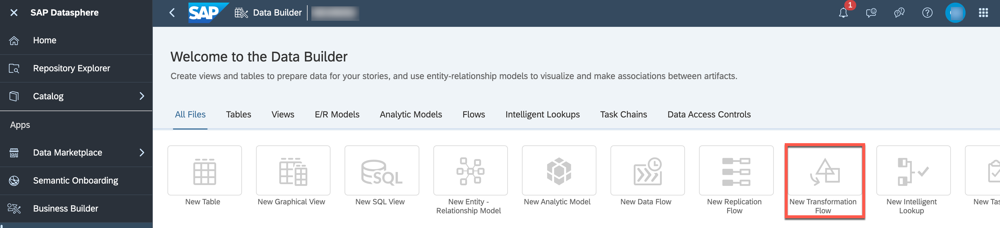 SAP Datasphere
SAP
Data Builder
1
Home
Repository Explorer
Catalog
Apps
Data Marketplace
Semantic Onboarding
Business Builder
Welcome to the Data Builder
Create views and tables to prepare data for your stories, and use entity-relationship models to visualize and make associations between artifacts.
All Files Tables Views E/R Models Analytic Models Flows Intelligent Lookups Task Chains Data Access Controls
SQL
New Table
New Graphical View
New SQL View
New Entity -
Relationship Model
New Analytic Model
New Data Flow
New Replication
Flow
New Transformation
Flow
New Intelligent
Lookup
New